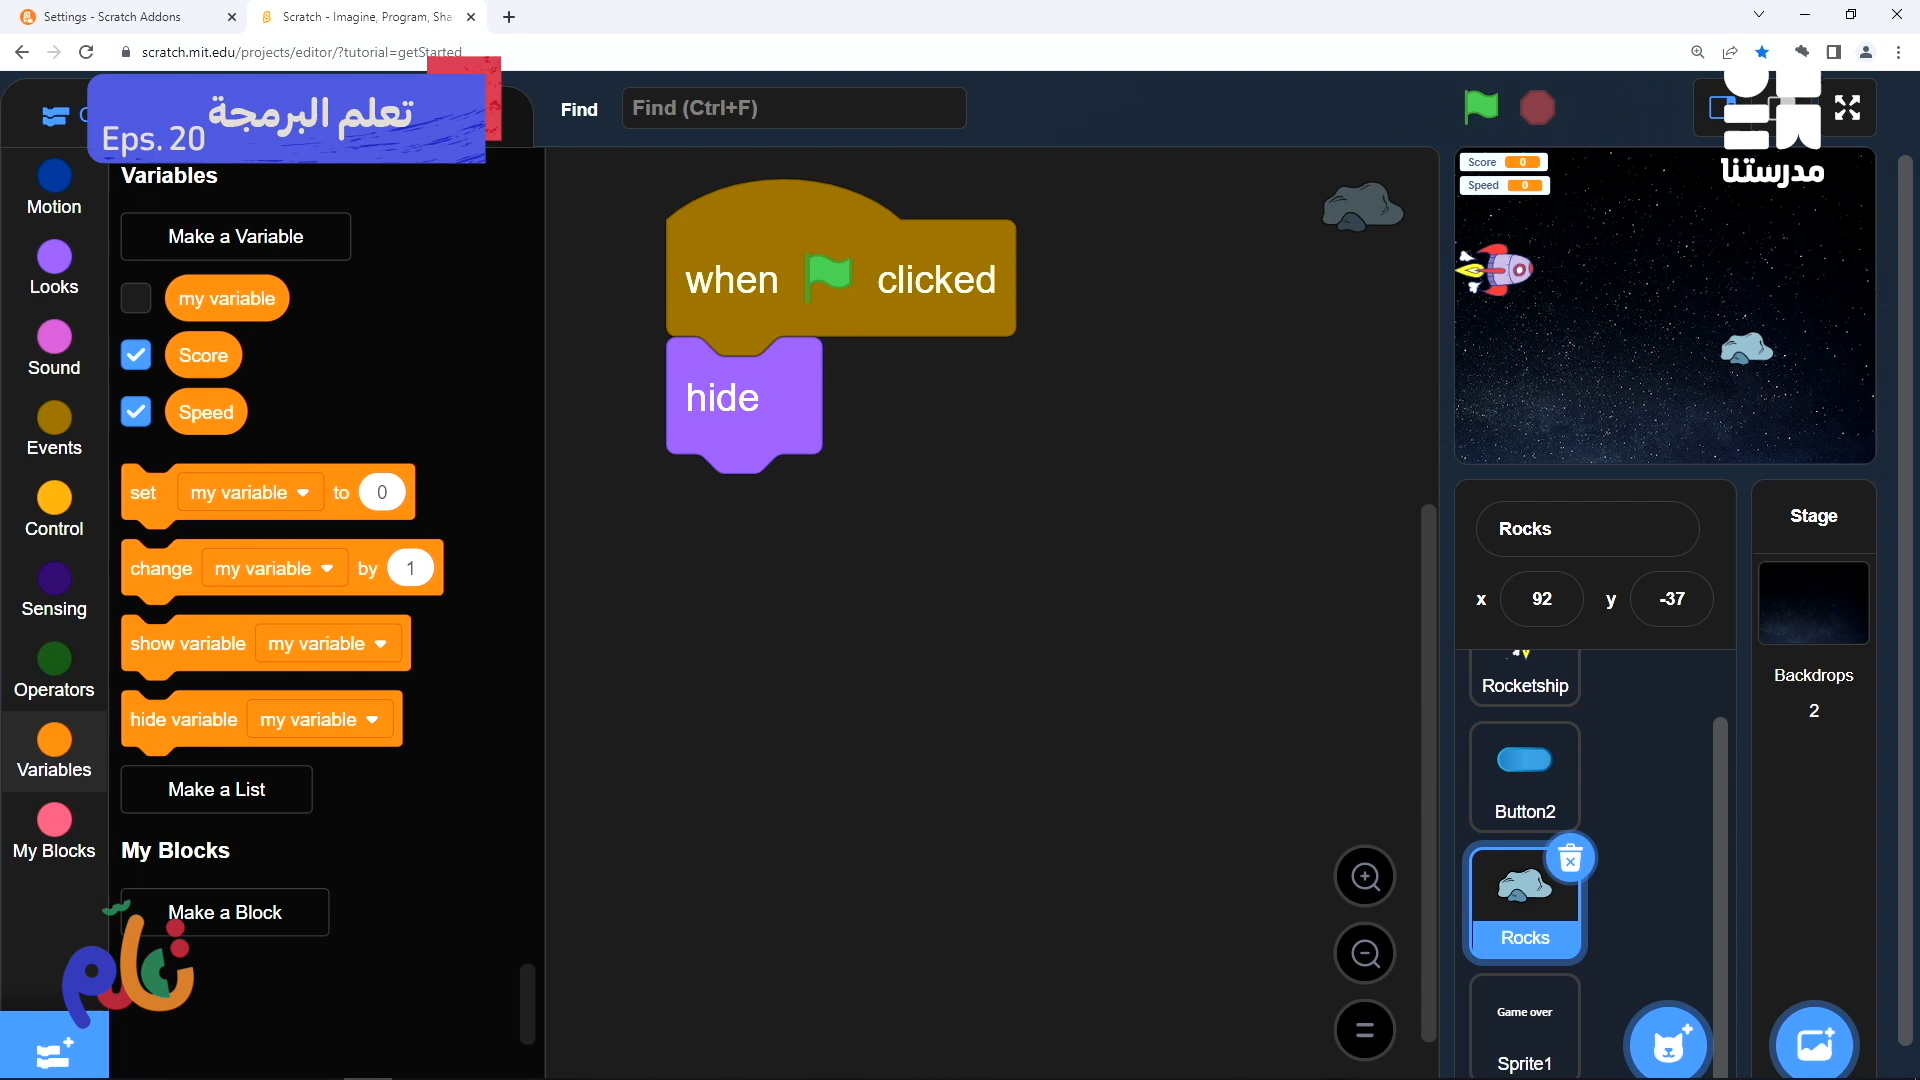 Settings - Scratch Addons
Scratch - Imagine, Program, Sha
scratch.mit.edu/projects/editor/?tutorial=getStarted
تعلم البرمجة
Eps. 20
Find
Find (Ctrl+F)
مدرستنا
Score 0
Speed 0
Motion
Looks
Sound
Events
Control
Sensing
Operators
Variables
My Blocks
Variables
Make a Variable
my variable
Score
Speed
set my variable to 0
change my variable by 1
show variable my variable
hide variable my variable
Make a List
My Blocks
Make a Block
نتعلم
when clicked
hide
Rocks
x 92 y -37
Rocketship
Button2
Rocks
Game over
Sprite1
Stage
Backdrops
2